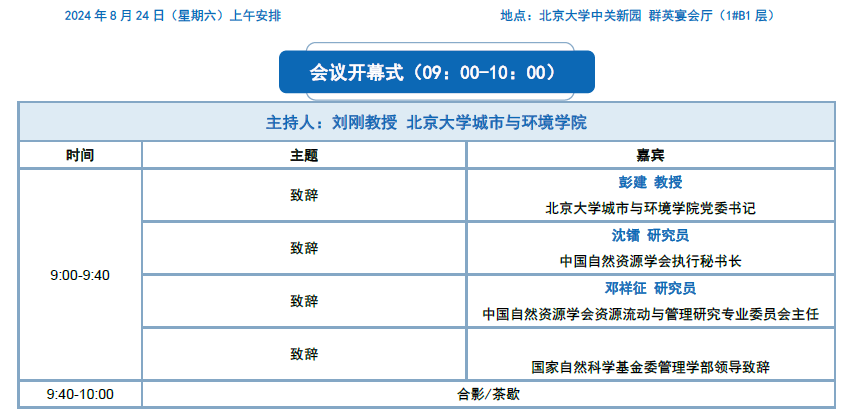 2024 年 8 月 24 日（星期六）上午安排
地点：北京大学中关新园 群英宴会厅（1#B1 层）
会议开幕式（09：00-10：00）
主持人：刘刚教授 北京大学城市与环境学院
时间 主题 嘉宾
9:00-9:40
致辞
彭建 教授
北京大学城市与环境学院党委书记
致辞
沈镭 研究员
中国自然资源学会执行秘书长
致辞
邓祥征 研究员
中国自然资源学会资源流动与管理研究专业委员会主任
致辞
国家自然科学基金委管理学部领导致辞
9:40-10:00 合影/茶歇